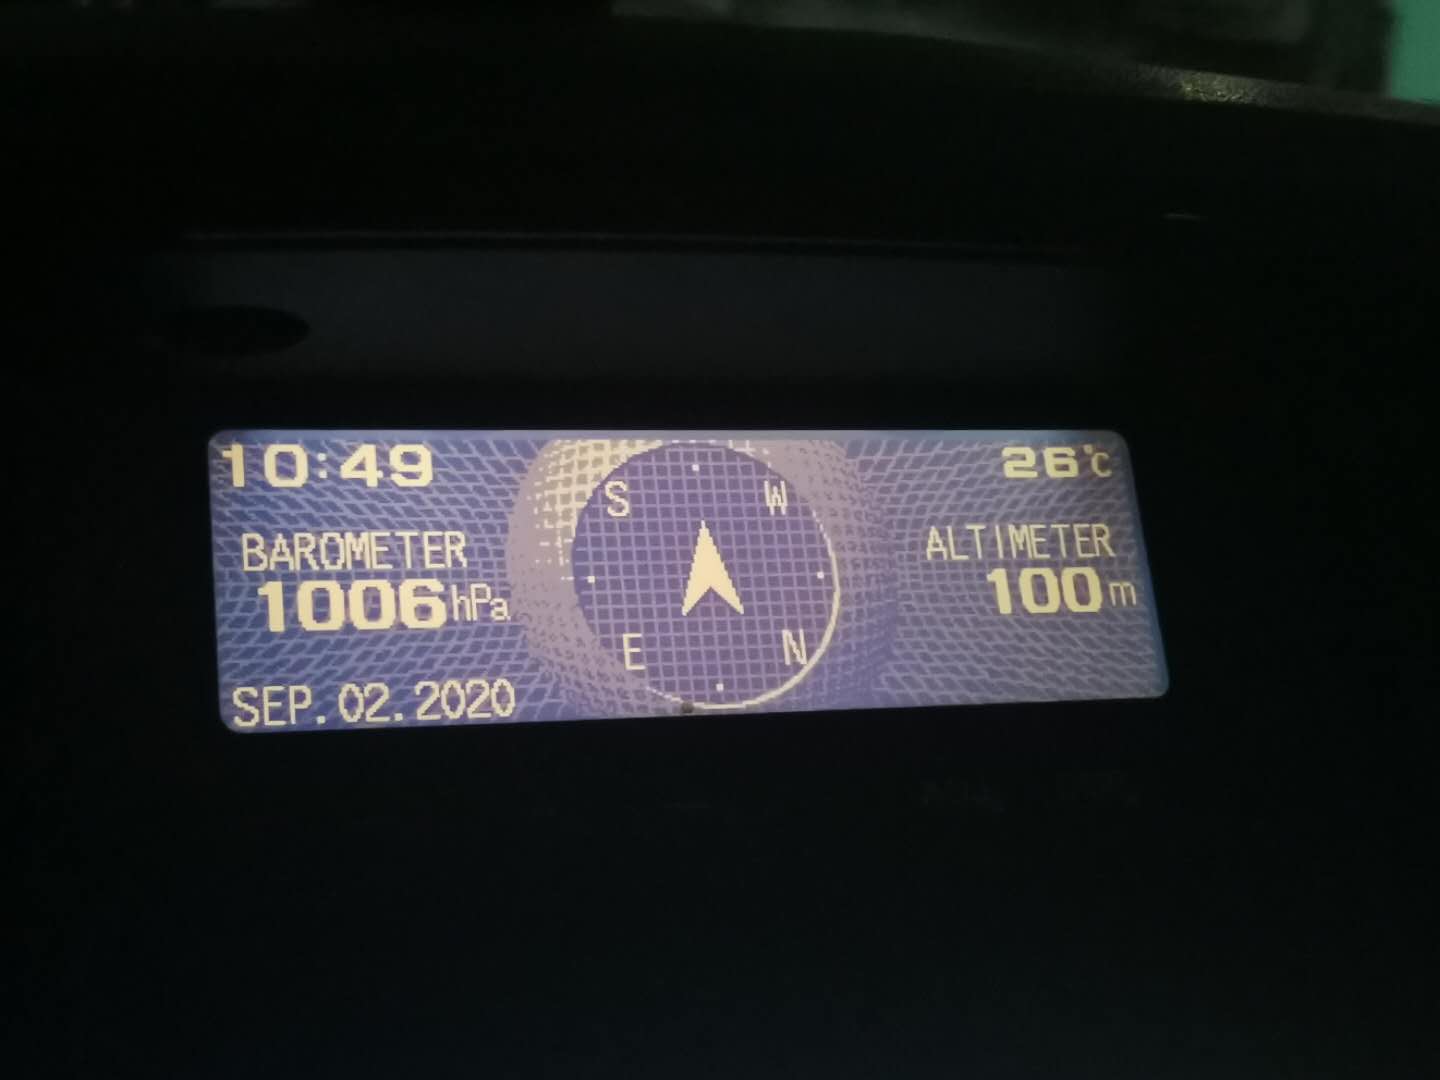 10:49
26°C
S
W
BAROMETER
1006hPa
ALTIMETER
100m
E
N
SEP.02.2020